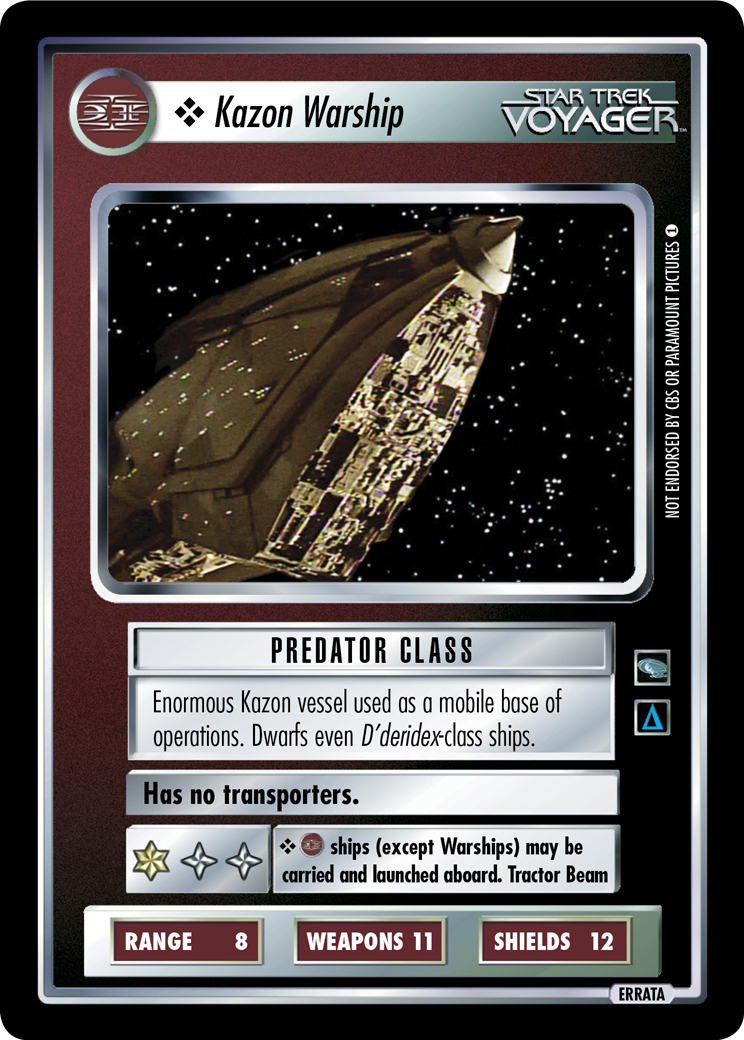 ❖ Kazon Warship
STAR TREK
VOYAGER™
NOT ENDORSED BY CBS OR PARAMOUNT PICTURES 1
PREDATOR CLASS
Enormous Kazon vessel used as a mobile base of
operations. Dwarfs even D'deridex-class ships.
Δ
Has no transporters.
❖ ships (except Warships) may be
carried and launched aboard. Tractor Beam
RANGE 8
WEAPONS 11
SHIELDS 12
ERRATA